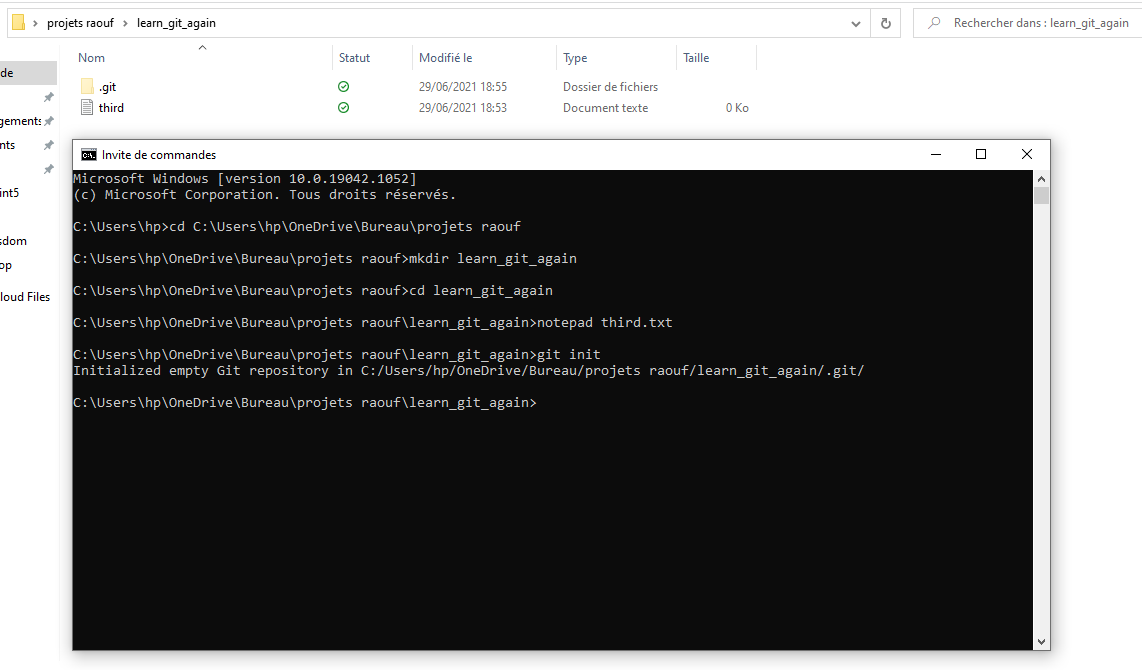 projets raouf › learn_git_again
Rechercher dans : learn_git_again
Nom Statut Modifié le Type Taille
.git 29/06/2021 18:55 Dossier de fichiers
third 29/06/2021 18:53 Document texte 0 Ko
de
gements
nts
int5
sdom
op
loud Files
Invite de commandes
Microsoft Windows [version 10.0.19042.1052]
(c) Microsoft Corporation. Tous droits réservés.
C:\Users\hp>cd C:\Users\hp\OneDrive\Bureau\projets raouf
C:\Users\hp\OneDrive\Bureau\projets raouf>mkdir learn_git_again
C:\Users\hp\OneDrive\Bureau\projets raouf>cd learn_git_again
C:\Users\hp\OneDrive\Bureau\projets raouf\learn_git_again>notepad third.txt
C:\Users\hp\OneDrive\Bureau\projets raouf\learn_git_again>git init
Initialized empty Git repository in C:/Users/hp/OneDrive/Bureau/projets raouf/learn_git_again/.git/
C:\Users\hp\OneDrive\Bureau\projets raouf\learn_git_again>